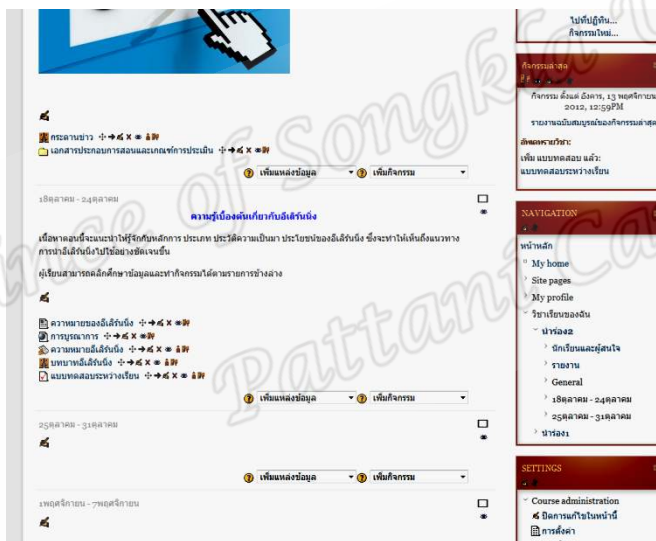 กระดานข่าว
เอกสารประกอบการสอนและเกณฑ์การประเมิน
เพิ่มแหล่งข้อมูล
เพิ่มกิจกรรม
18ตุลาคม - 24ตุลาคม
ความรู้เบื้องต้นเกี่ยวกับอีเลิร์นนิ่ง
เนื้อหาตอนนี้จะแนะนำให้รู้จักกับหลักการ ประเภท ประวัติความเป็นมา ประโยชน์ของอีเลิร์นนิ่ง ซึ่งจะทำให้เห็นถึงแนวทาง
การนำอีเลิร์นนิ่งไปใช้อย่างชัดเจนขึ้น
ผู้เรียนสามารถคลิกศึกษาข้อมูลและทำกิจกรรมได้ตามรายการข้างล่าง
ความหมายของอีเลิร์นนิ่ง
การบูรณาการ
ความหมายอีเลิร์นนิ่ง
บทบาทอีเลิร์นนิ่ง
แบบทดสอบระหว่างเรียน
เพิ่มแหล่งข้อมูล
เพิ่มกิจกรรม
25ตุลาคม - 31ตุลาคม
เพิ่มแหล่งข้อมูล
เพิ่มกิจกรรม
1พฤศจิกายน - 7พฤศจิกายน
ไปที่ปฏิทิน...
กิจกรรมใหม่...
กิจกรรมล่าสุด
กิจกรรม ตั้งแต่ อังคาร, 13 พฤศจิกายน
2012, 12:59PM
รายงานฉบับสมบูรณ์ของกิจกรรมล่าสุด
อัพเดทรายวิชา:
เพิ่ม แบบทดสอบ แล้ว:
แบบทดสอบระหว่างเรียน
NAVIGATION
หน้าหลัก
My home
Site pages
My profile
วิชาเรียนของฉัน
นำร่อง2
นักเรียนและผู้สนใจ
รายงาน
General
18ตุลาคม - 24ตุลาคม
25ตุลาคม - 31ตุลาคม
นำร่อง1
SETTINGS
Course administration
ปิดการแก้ไขในหน้านี้
การตั้งค่า
Prince of Songkla
Pattani Ca